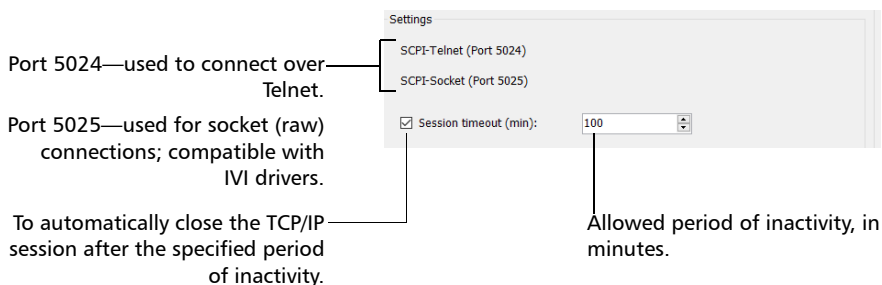 Settings
SCPI-Telnet (Port 5024)
SCPI-Socket (Port 5025)
Port 5024—used to connect over
Telnet.
Port 5025—used for socket (raw)
connections; compatible with
IVI drivers.
Session timeout (min):
100
To automatically close the TCP/IP
session after the specified period
of inactivity.
Allowed period of inactivity, in
minutes.